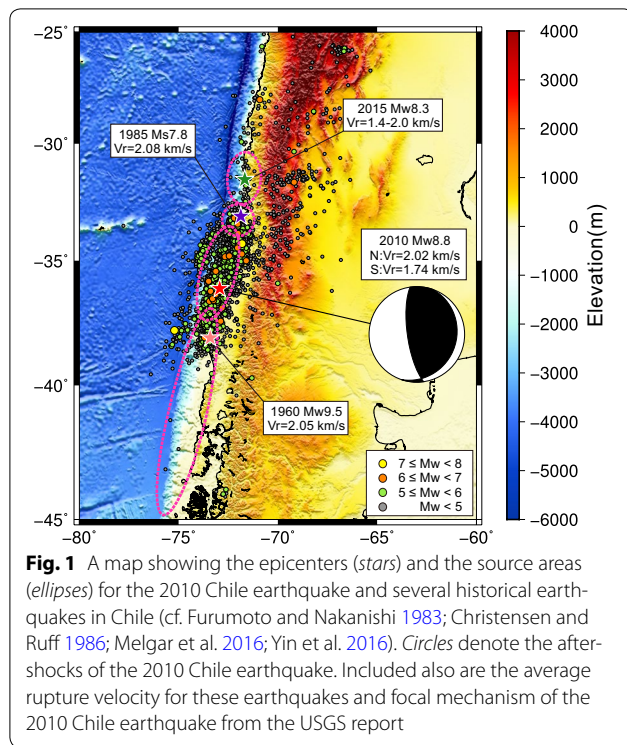 −25˚
−30˚
−35˚
−40˚
−45˚
−80˚
−75˚
−70˚
−65˚
−60˚
2015 Mw8.3
Vr=1.4-2.0 km/s
1985 Ms7.8
Vr=2.08 km/s
2010 Mw8.8
N:Vr=2.02 km/s
S:Vr=1.74 km/s
1960 Mw9.5
Vr=2.05 km/s
7 ≤ Mw < 8
6 ≤ Mw < 7
5 ≤ Mw < 6
Mw < 5
4000
3000
2000
1000
0
−1000
−2000
−3000
−4000
−5000
−6000
Elevation(m)
Fig. 1 A map showing the epicenters (stars) and the source areas
(ellipses) for the 2010 Chile earthquake and several historical earth-
quakes in Chile (cf. Furumoto and Nakanishi 1983; Christensen and
Ruff 1986; Melgar et al. 2016; Yin et al. 2016). Circles denote the after-
shocks of the 2010 Chile earthquake. Included also are the average
rupture velocity for these earthquakes and focal mechanism of the
2010 Chile earthquake from the USGS report